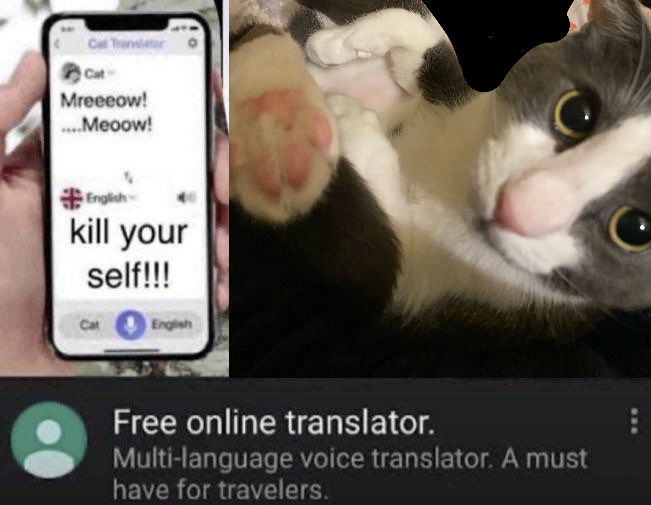 Cat Translator
Cat
Mreeeow!
....Meoow!
English
kill your
self!!!
Cat
English
Free online translator.
Multi-language voice translator. A must
have for travelers.